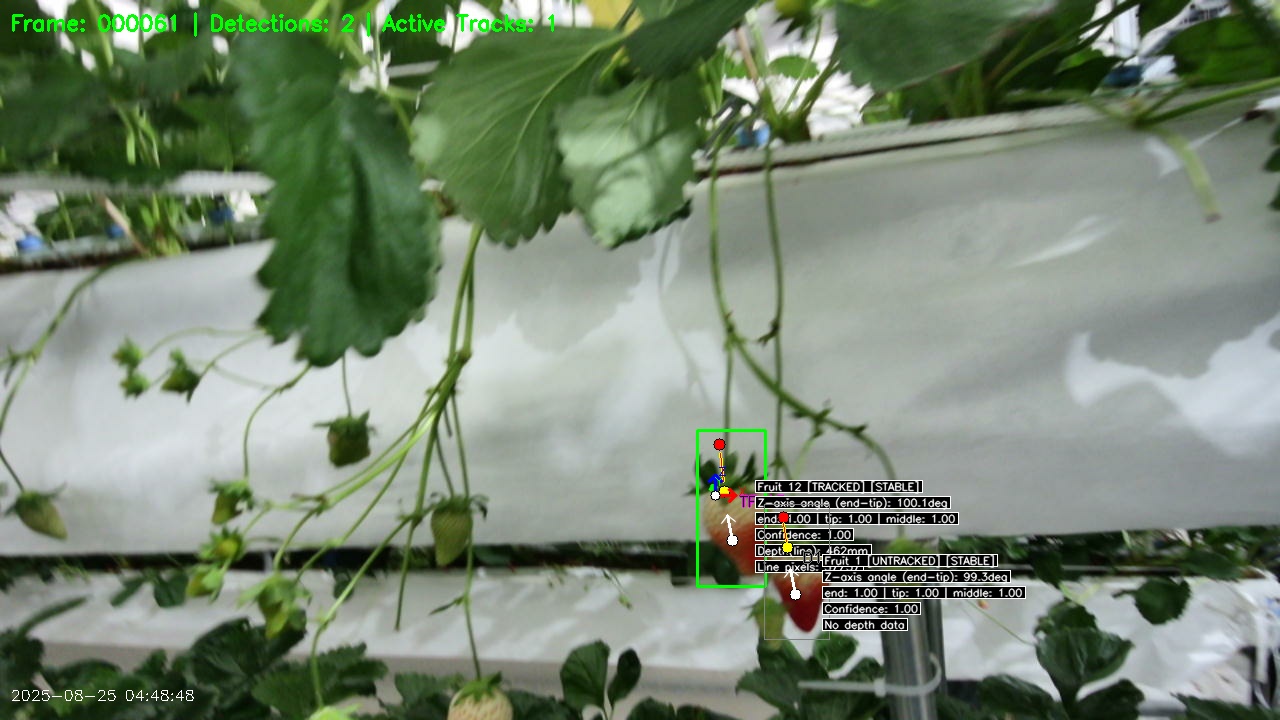 Frame: 000061 | Detections: 2 | Active Tracks: 1
Fruit 12 [TRACKED] [STABLE]
Z-axis angle (end-tip): 100.1deg
end: 1.00 | tip: 1.00 | middle: 1.00
Confidence: 1.00
Depth (line): 462mm
Line pixels:
Fruit 1 [UNTRACKED] [STABLE]
Z-axis angle (end-tip): 99.3deg
end: 1.00 | tip: 1.00 | middle: 1.00
Confidence: 1.00
No depth data
2025-08-25 04:48:48